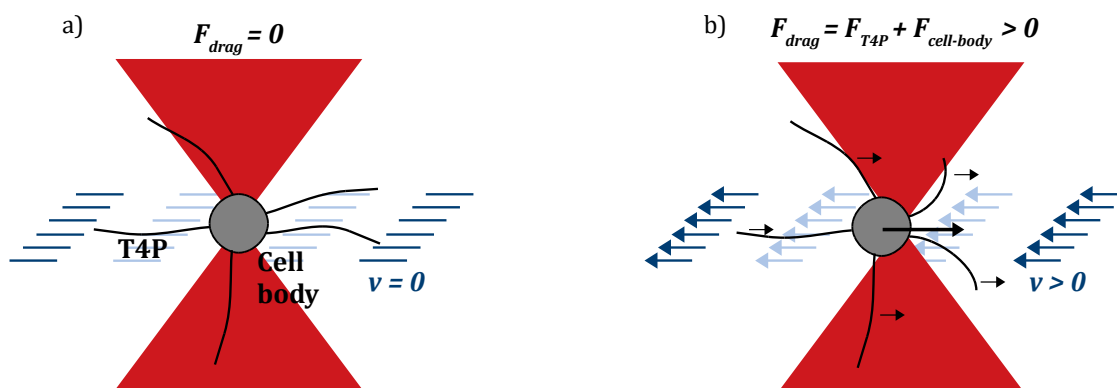 a)
F_drag = 0
T4P
Cell
body
v = 0
b)
F_drag = F_T4P + F_cell-body > 0
v > 0